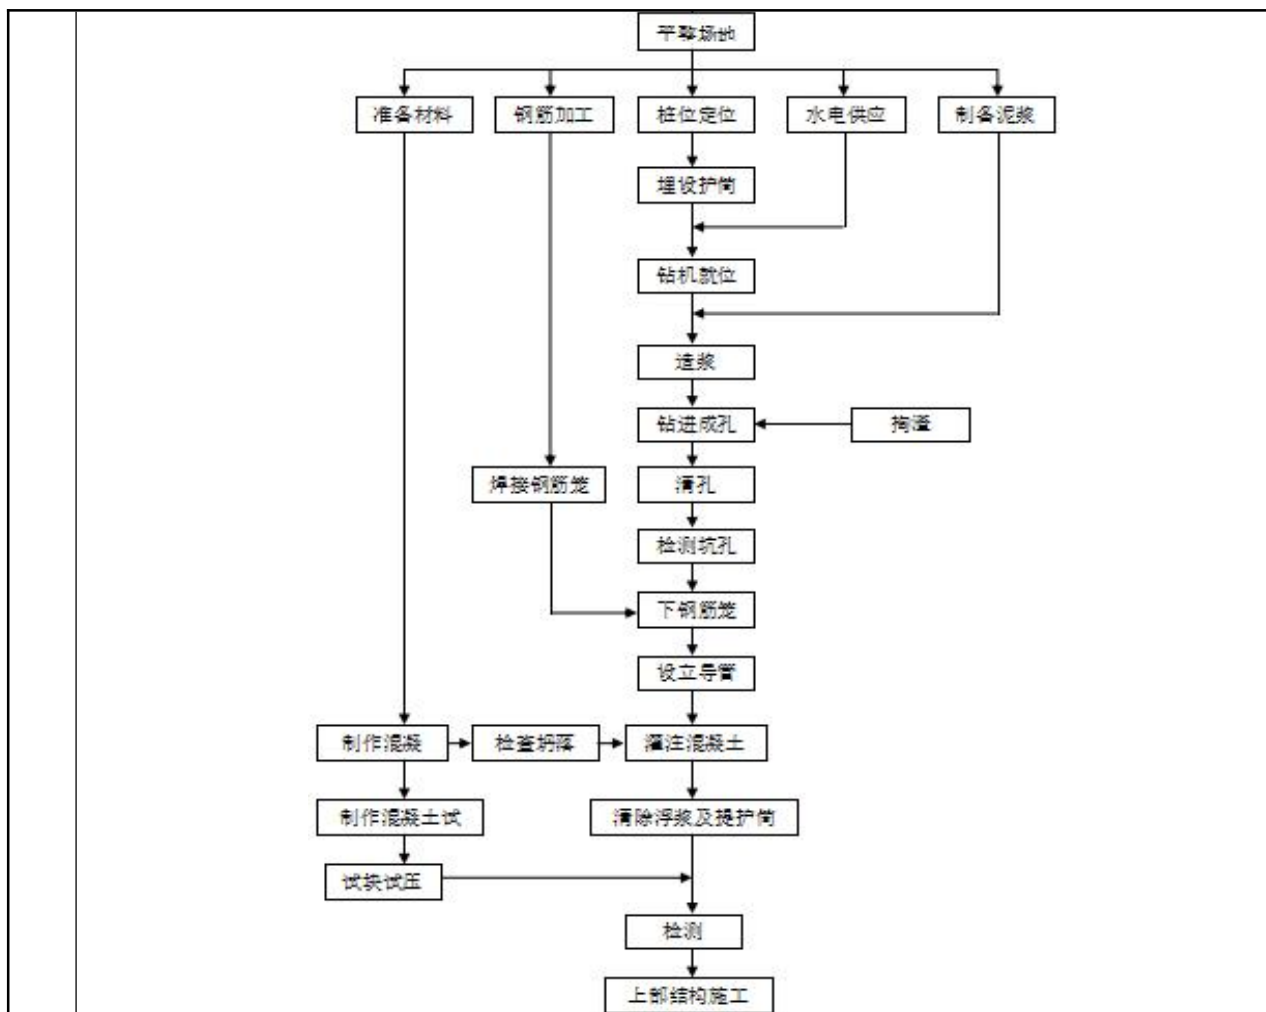 平整场地
准备材料
钢筋加工
桩位定位
水电供应
制备泥浆
埋设护筒
钻机就位
造浆
钻进成孔
掏渣
焊接钢筋笼
清孔
检测坑孔
下钢筋笼
设立导管
制作混凝
检查坍落
灌注混凝土
制作混凝土试
清除浮浆及提护筒
试块试压
检测
上部结构施工